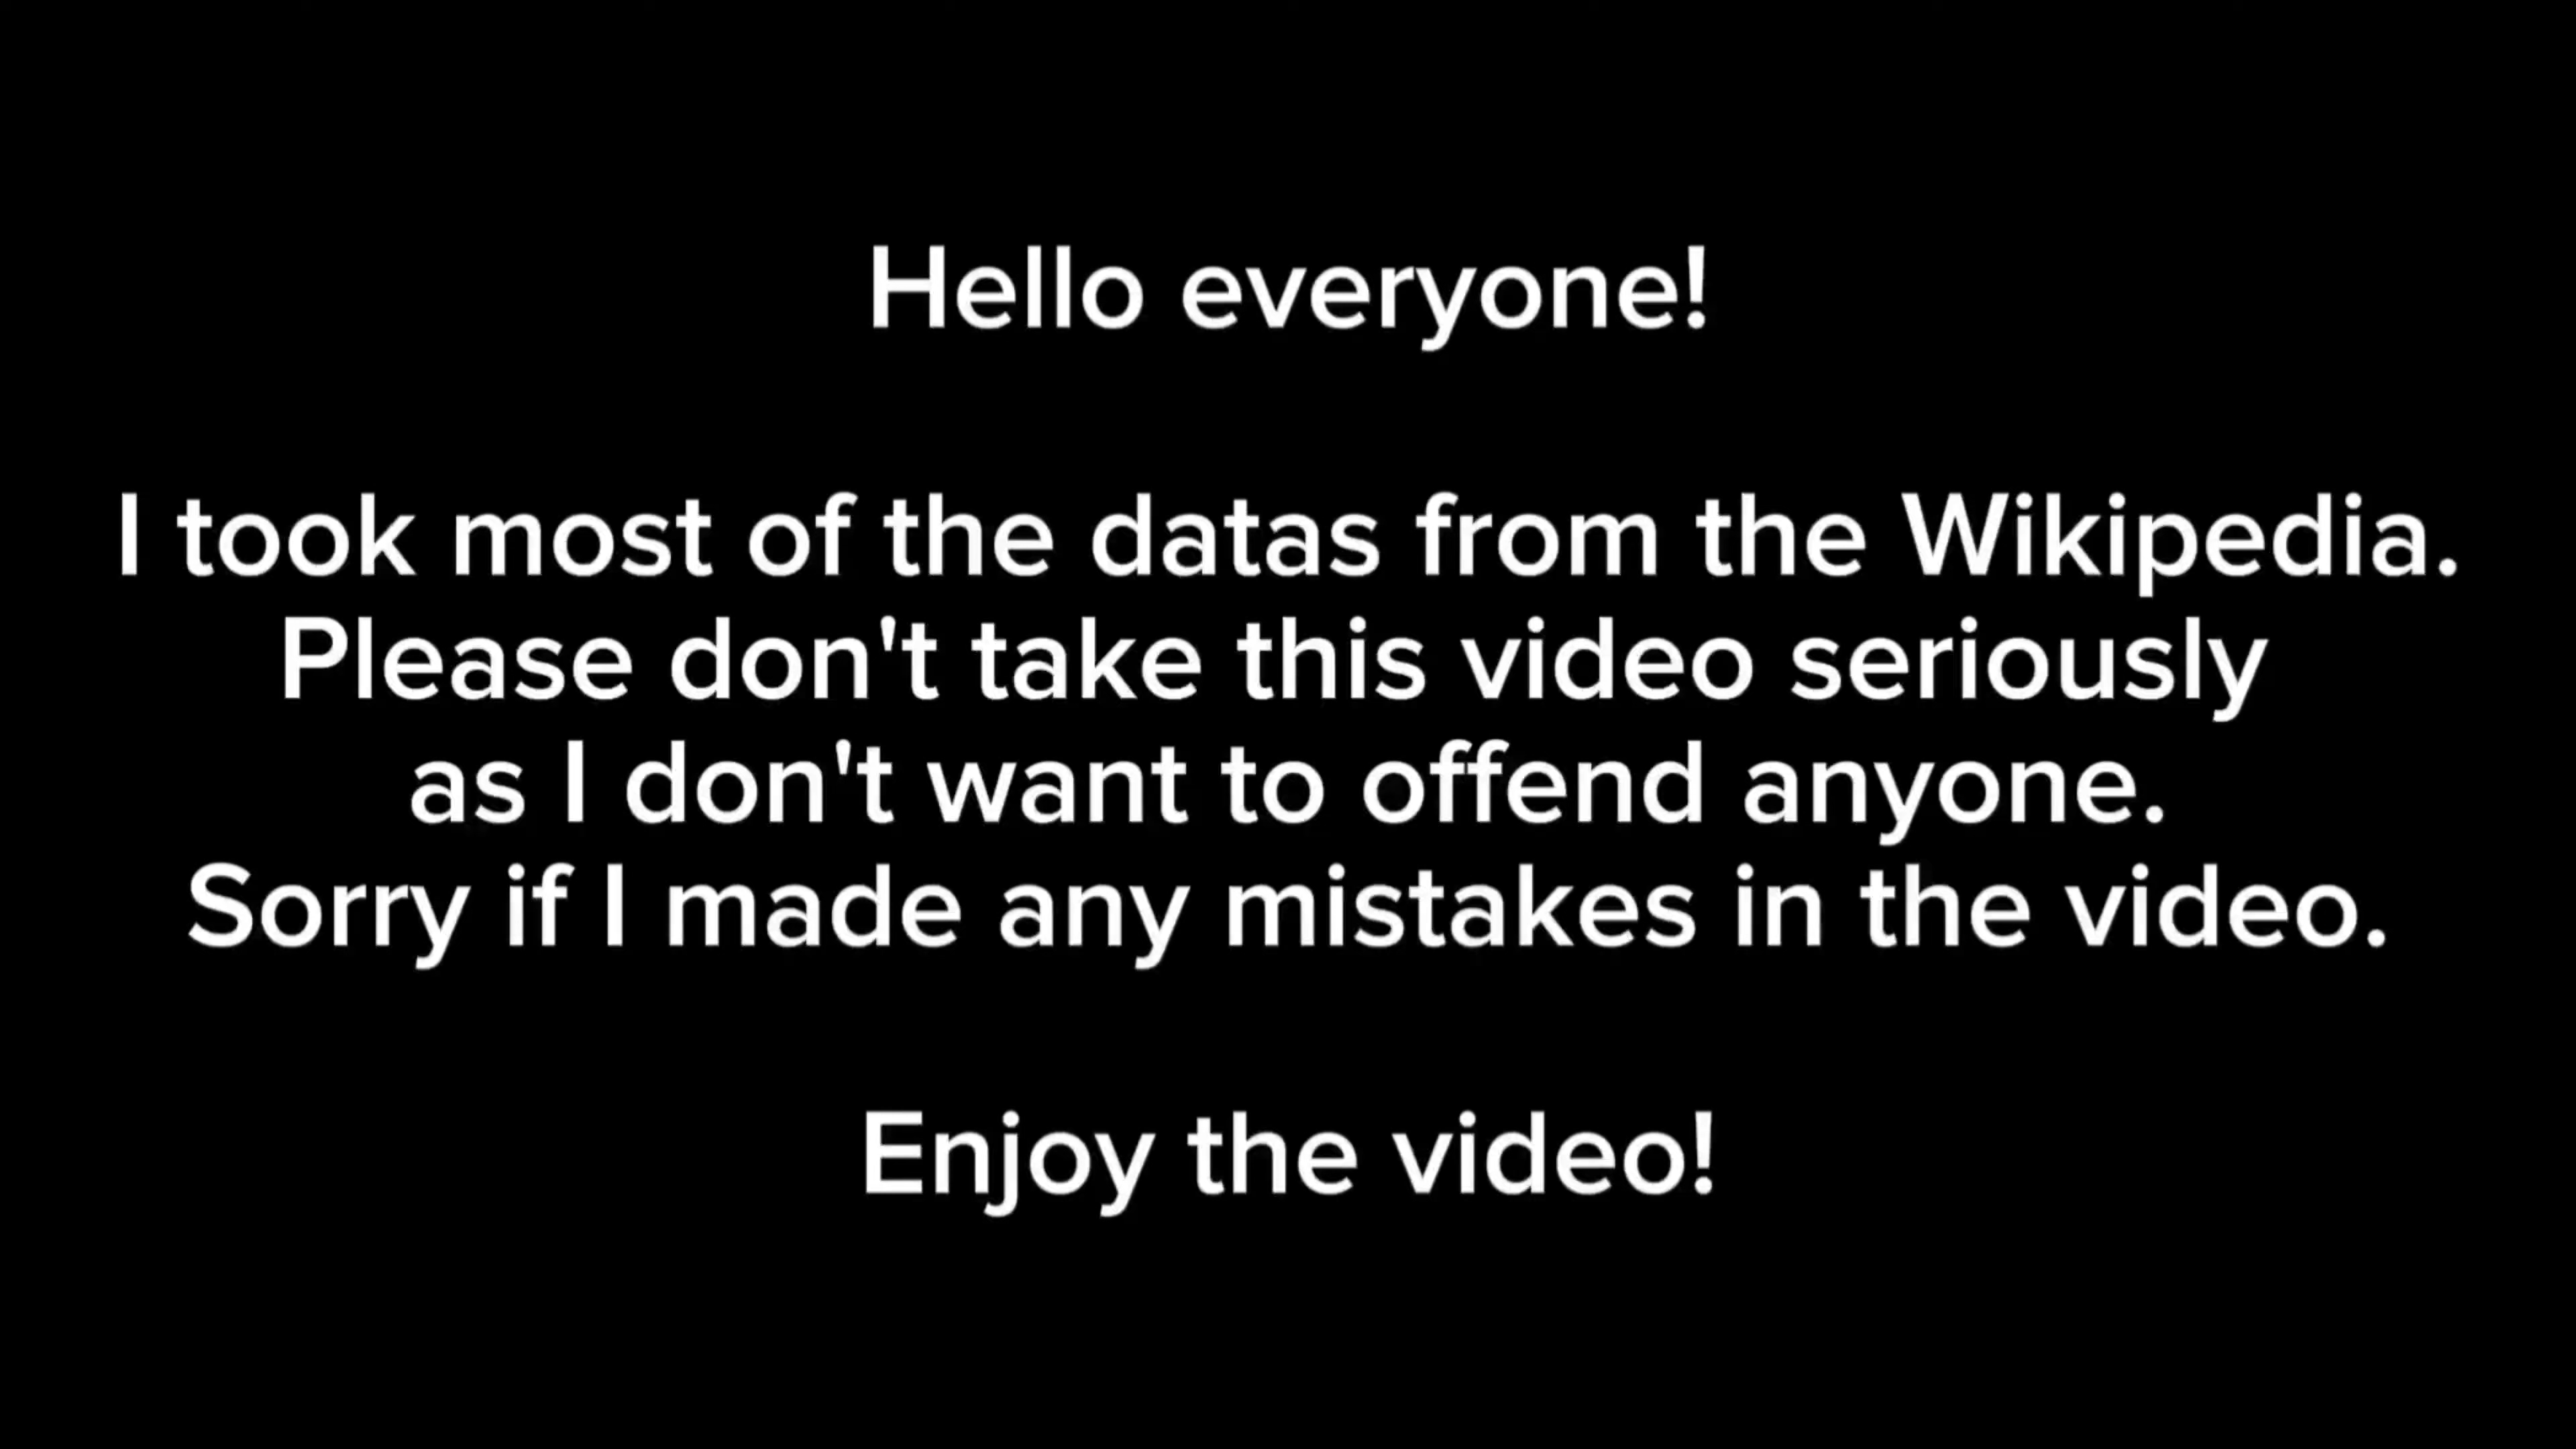 Hello everyone!
I took most of the datas from the Wikipedia.
Please don't take this video seriously
as I don't want to offend anyone.
Sorry if I made any mistakes in the video.
Enjoy the video!